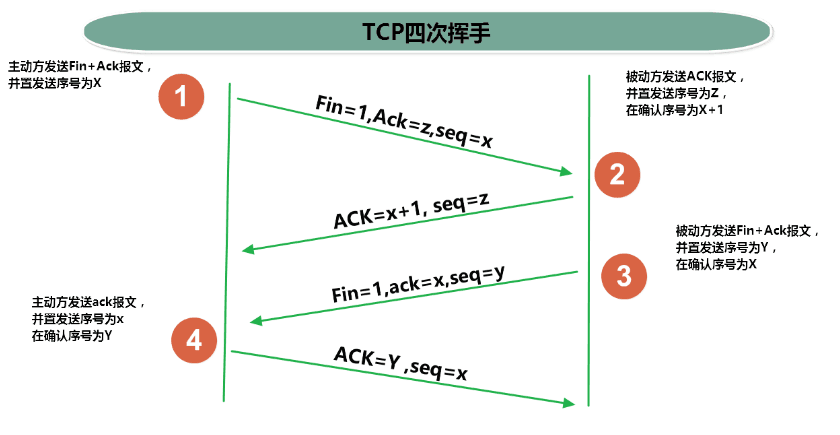 TCP四次挥手
主动方发送Fin+Ack报文，
并置发送序号为X
1
Fin=1,Ack=z,seq=x
被动方发送ACK报文，
并置发送序号为Z，
在确认序号为X+1
2
ACK=x+1, seq=z
被动方发送Fin+Ack报文，
并置发送序号为Y，
在确认序号为X
3
Fin=1,ack=x,seq=y
主动方发送ack报文，
并置发送序号为x
在确认序号为Y
4
ACK=Y ,seq=x